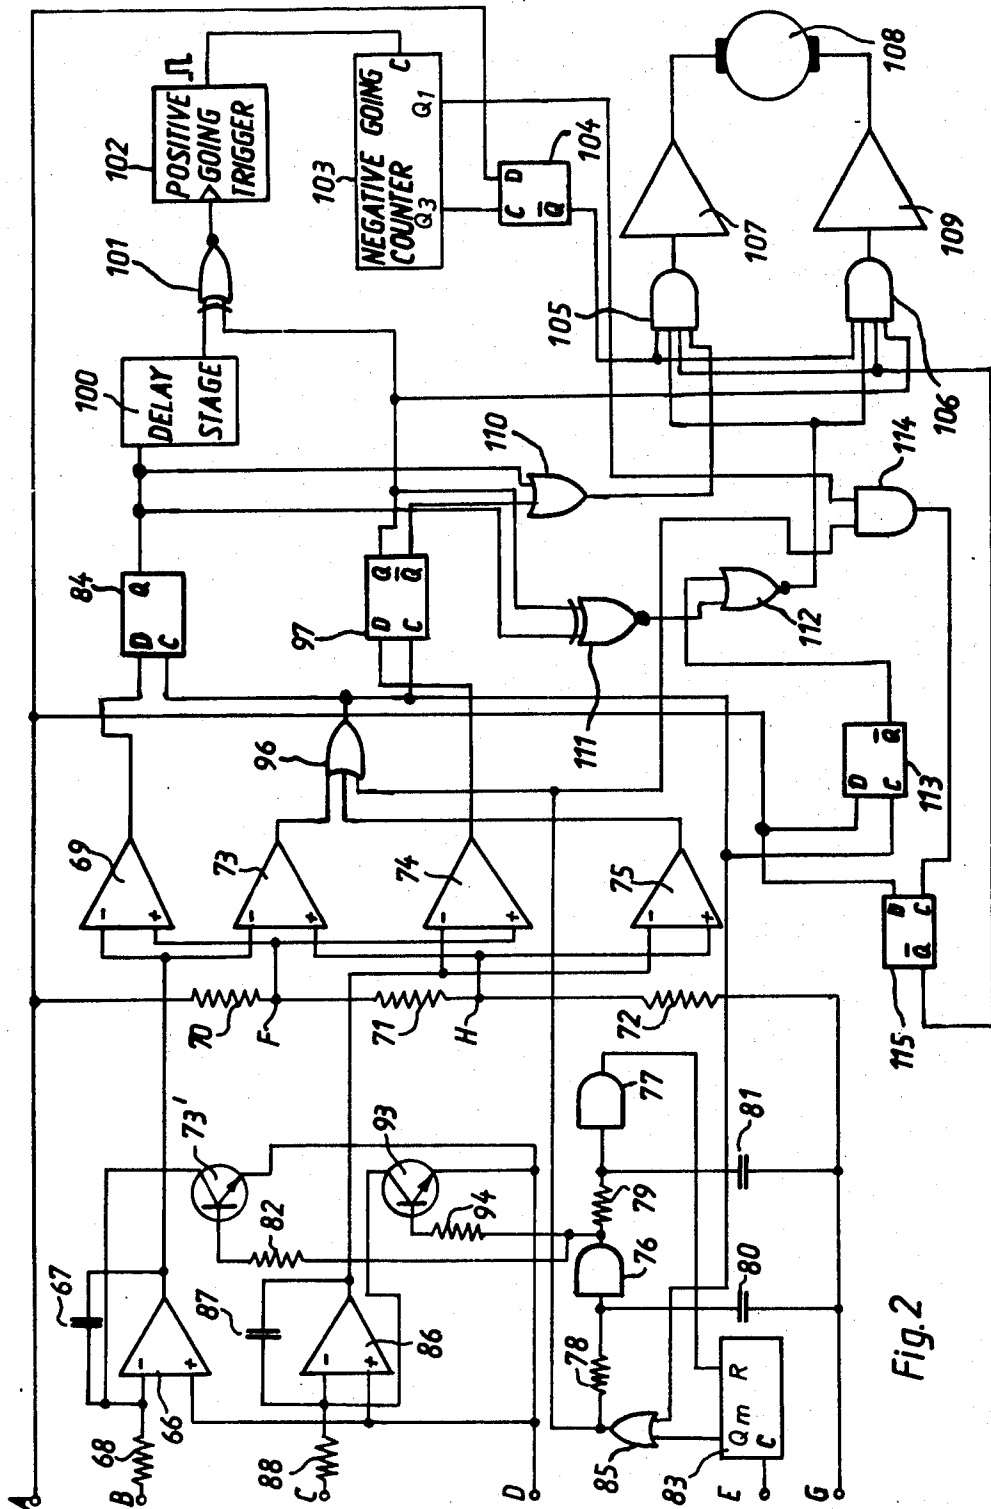 A
B
C
D
E
G
67
68
66
73'
82
87
88
86
93
94
78
79
76
77
80
81
85
83
Qm
R
C
70
F
71
H
72
69
-
+
73
-
+
74
-
+
75
-
+
-
+
-
+
96
84
D
Q
C
97
D
Q
C
Q̅
100
DELAY
STAGE
101
102
POSITIVE
GOING
TRIGGER
103
NEGATIVE GOING
COUNTER
C
Q1
Q3
104
D
C
Q̅
105
106
107
108
109
110
111
112
113
D
C
Q̅
114
115
D
C
Q̅
Fig.2